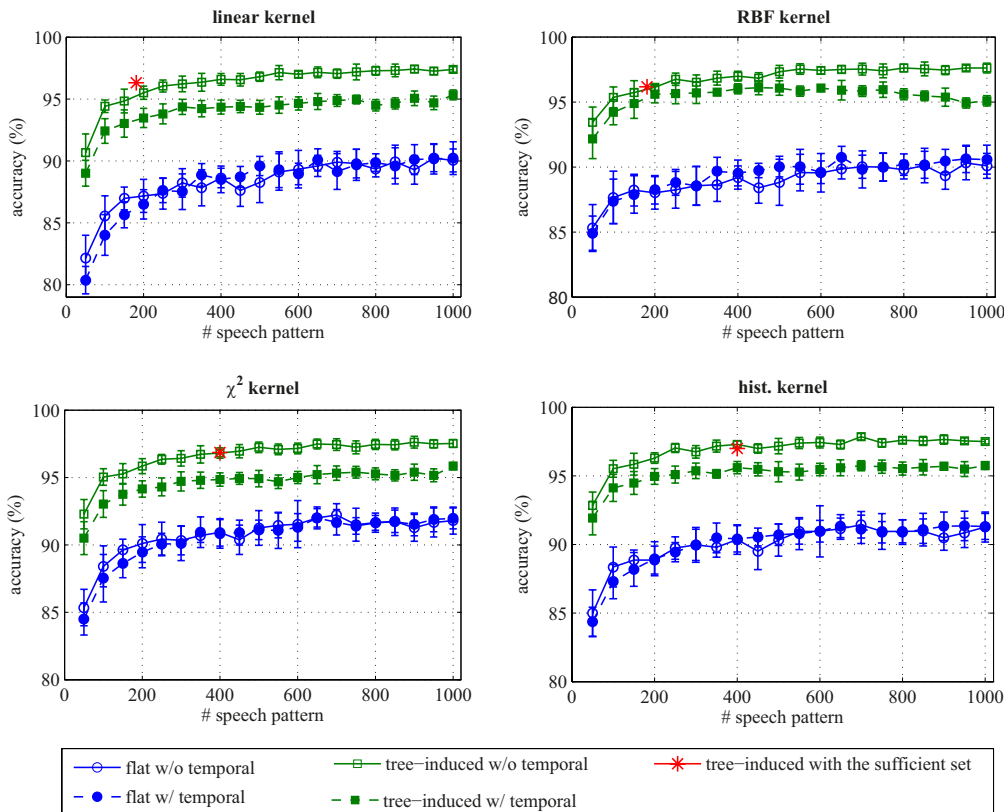 linear kernel
100
95
90
85
80
accuracy (%)
0
200
400
600
800
1000
# speech pattern
RBF kernel
100
95
90
85
80
accuracy (%)
0
200
400
600
800
1000
# speech pattern
χ² kernel
100
95
90
85
80
accuracy (%)
0
200
400
600
800
1000
# speech pattern
hist. kernel
100
95
90
85
80
accuracy (%)
0
200
400
600
800
1000
# speech pattern
flat w/o temporal
tree−induced w/o temporal
tree−induced with the sufficient set
flat w/ temporal
tree−induced w/ temporal